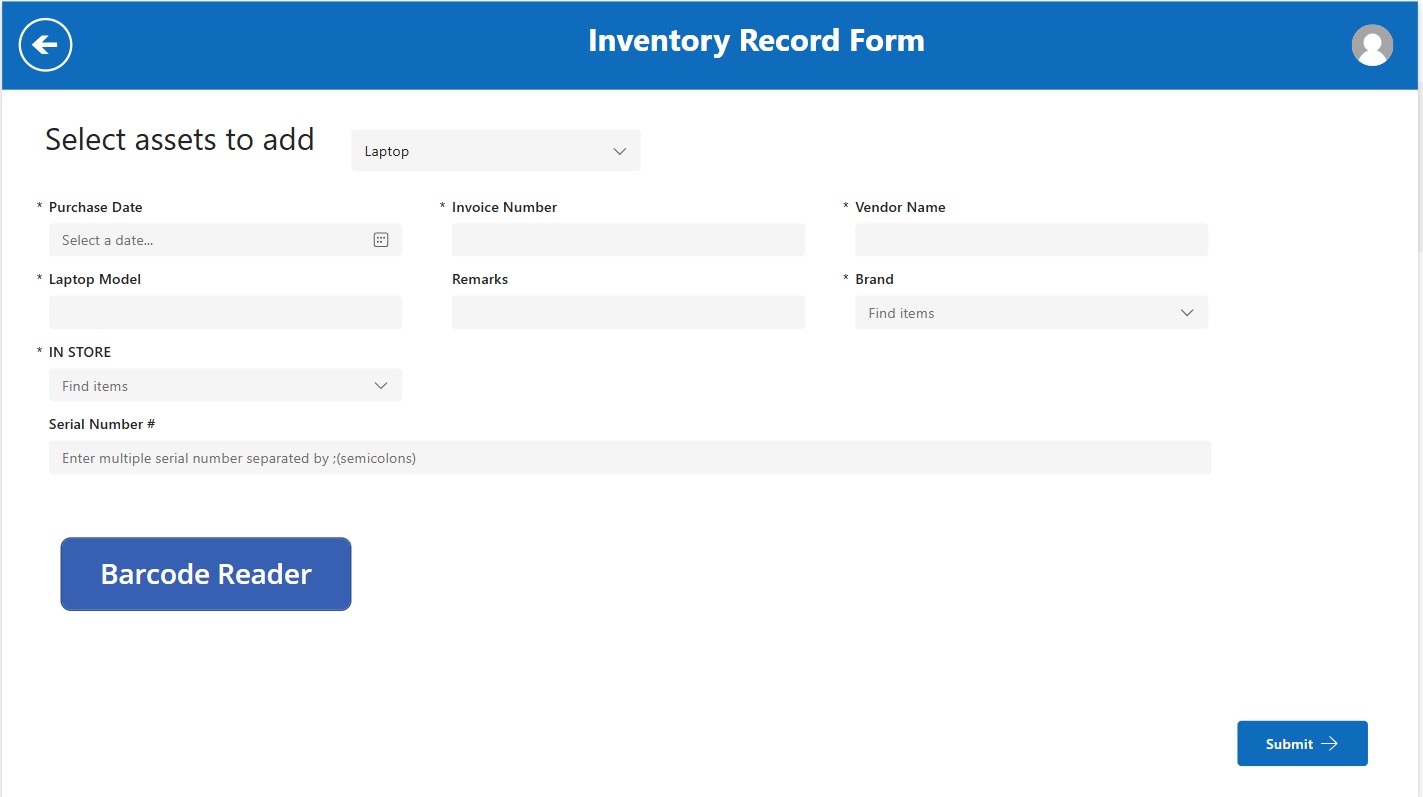 Inventory Record Form
Select assets to add
Laptop
* Purchase Date
* Invoice Number
* Vendor Name
Select a date...
* Laptop Model
Remarks
* Brand
Find items
* IN STORE
Find items
Serial Number #
Enter multiple serial number separated by ;(semicolons)
Barcode Reader
Submit